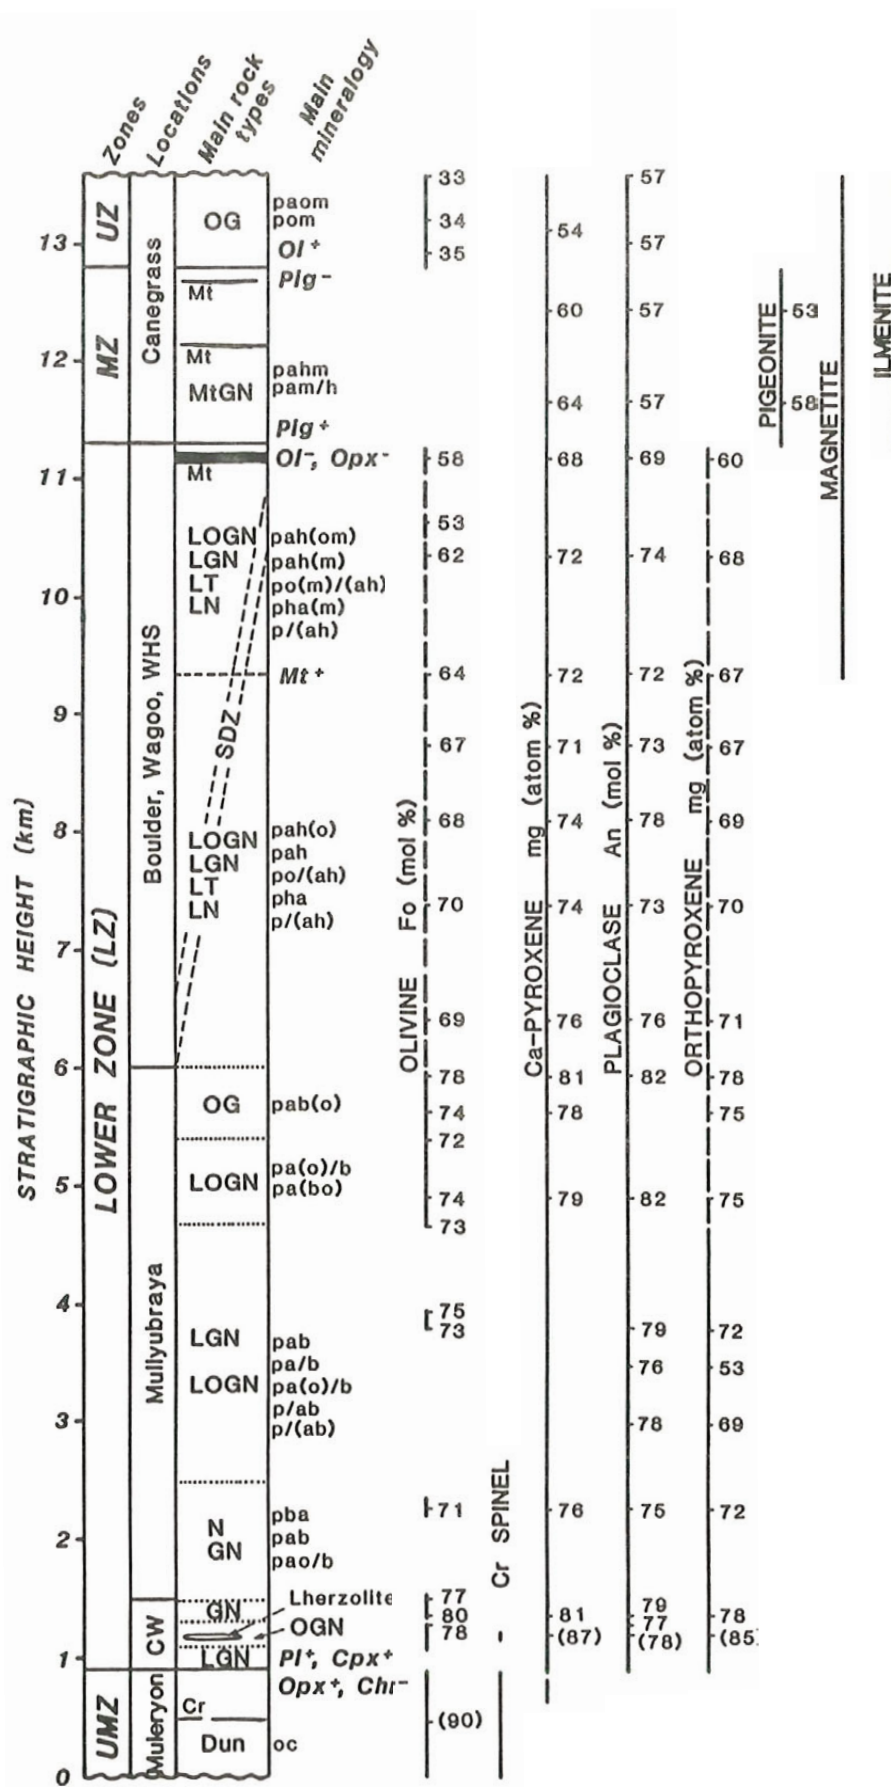 Zones
Locations
Main rock types
Main mineralogy
STRATIGRAPHIC HEIGHT (km)
13
12
11
10
9
8
7
6
5
4
3
2
1
0
UZ
MZ
LOWER ZONE (LZ)
UMZ
Canegrass
Boulder, Wagoo, WHS
Mullyubraya
CW
Muleryon
OG
Mt
Mt
MtGN
Mt
LOGN
LGN
LT
LN
SDZ
LOGN
LGN
LT
LN
OG
LOGN
LGN
LOGN
N
GN
GN
LGN
Cr
Dun
paom
pom
Ol +
Pig -
pahm
pam/h
Pig +
Ol-, Opx-
pah(om)
pah(m)
po(m)/(ah)
pha(m)
p/(ah)
Mt +
pah(o)
pah
po/(ah)
pha
p/(ah)
pab(o)
pa(o)/b
pa(bo)
pab
pa/b
pa(o)/b
p/ab
p/(ab)
pba
pab
pao/b
Lherzolite
OGN
Pl+, Cpx+
Opx+, Chr-
oc
OLIVINE Fo (mol %)
33
34
35
58
53
62
64
67
68
70
69
78
74
72
74
73
75
73
71
77
80
78
(90)
Cr SPINEL
Ca-PYROXENE mg (atom %)
54
60
64
68
72
72
71
74
74
76
81
78
79
76
81
(87)
PLAGIOCLASE An (mol %)
57
57
57
57
69
74
72
73
78
73
76
82
82
79
76
78
75
79
77
(78)
ORTHOPYROXENE mg (atom %)
60
68
67
67
69
70
71
78
75
75
72
53
69
72
78
(85)
PIGEONITE
53
58
MAGNETITE
ILMENITE